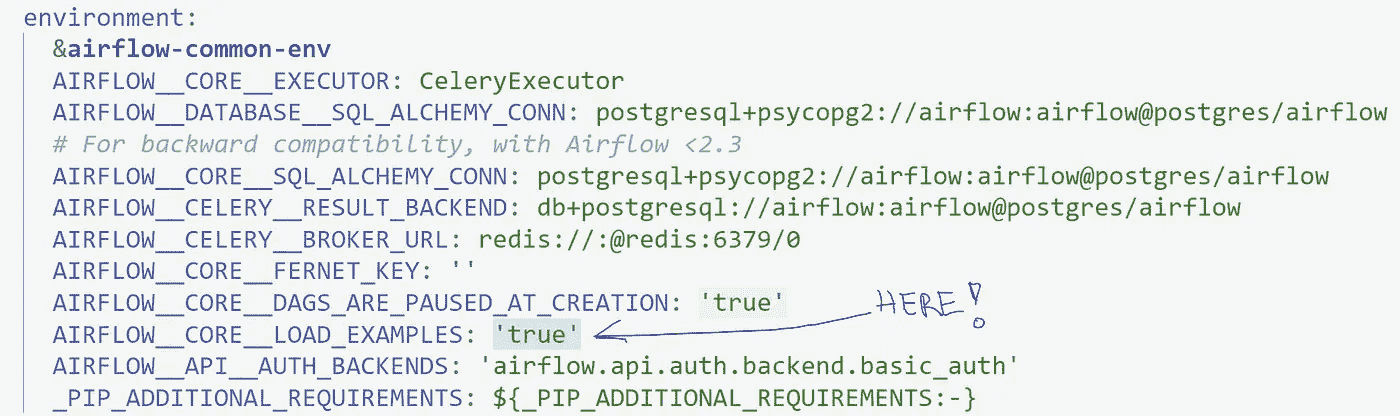 environment:
&airflow-common-env
AIRFLOW__CORE__EXECUTOR: CeleryExecutor
AIRFLOW__DATABASE__SQL_ALCHEMY_CONN: postgresql+psycopg2://airflow:airflow@postgres/airflow
# For backward compatibility, with Airflow <2.3
AIRFLOW__CORE__SQL_ALCHEMY_CONN: postgresql+psycopg2://airflow:airflow@postgres/airflow
AIRFLOW__CELERY__RESULT_BACKEND: db+postgresql://airflow:airflow@postgres/airflow
AIRFLOW__CELERY__BROKER_URL: redis://:@redis:6379/0
AIRFLOW__CORE__FERNET_KEY: ''
AIRFLOW__CORE__DAGS_ARE_PAUSED_AT_CREATION: 'true' HERE!
AIRFLOW__CORE__LOAD_EXAMPLES: 'true'
AIRFLOW__API__AUTH_BACKENDS: 'airflow.api.auth.backend.basic_auth'
_PIP_ADDITIONAL_REQUIREMENTS: ${_PIP_ADDITIONAL_REQUIREMENTS:-}